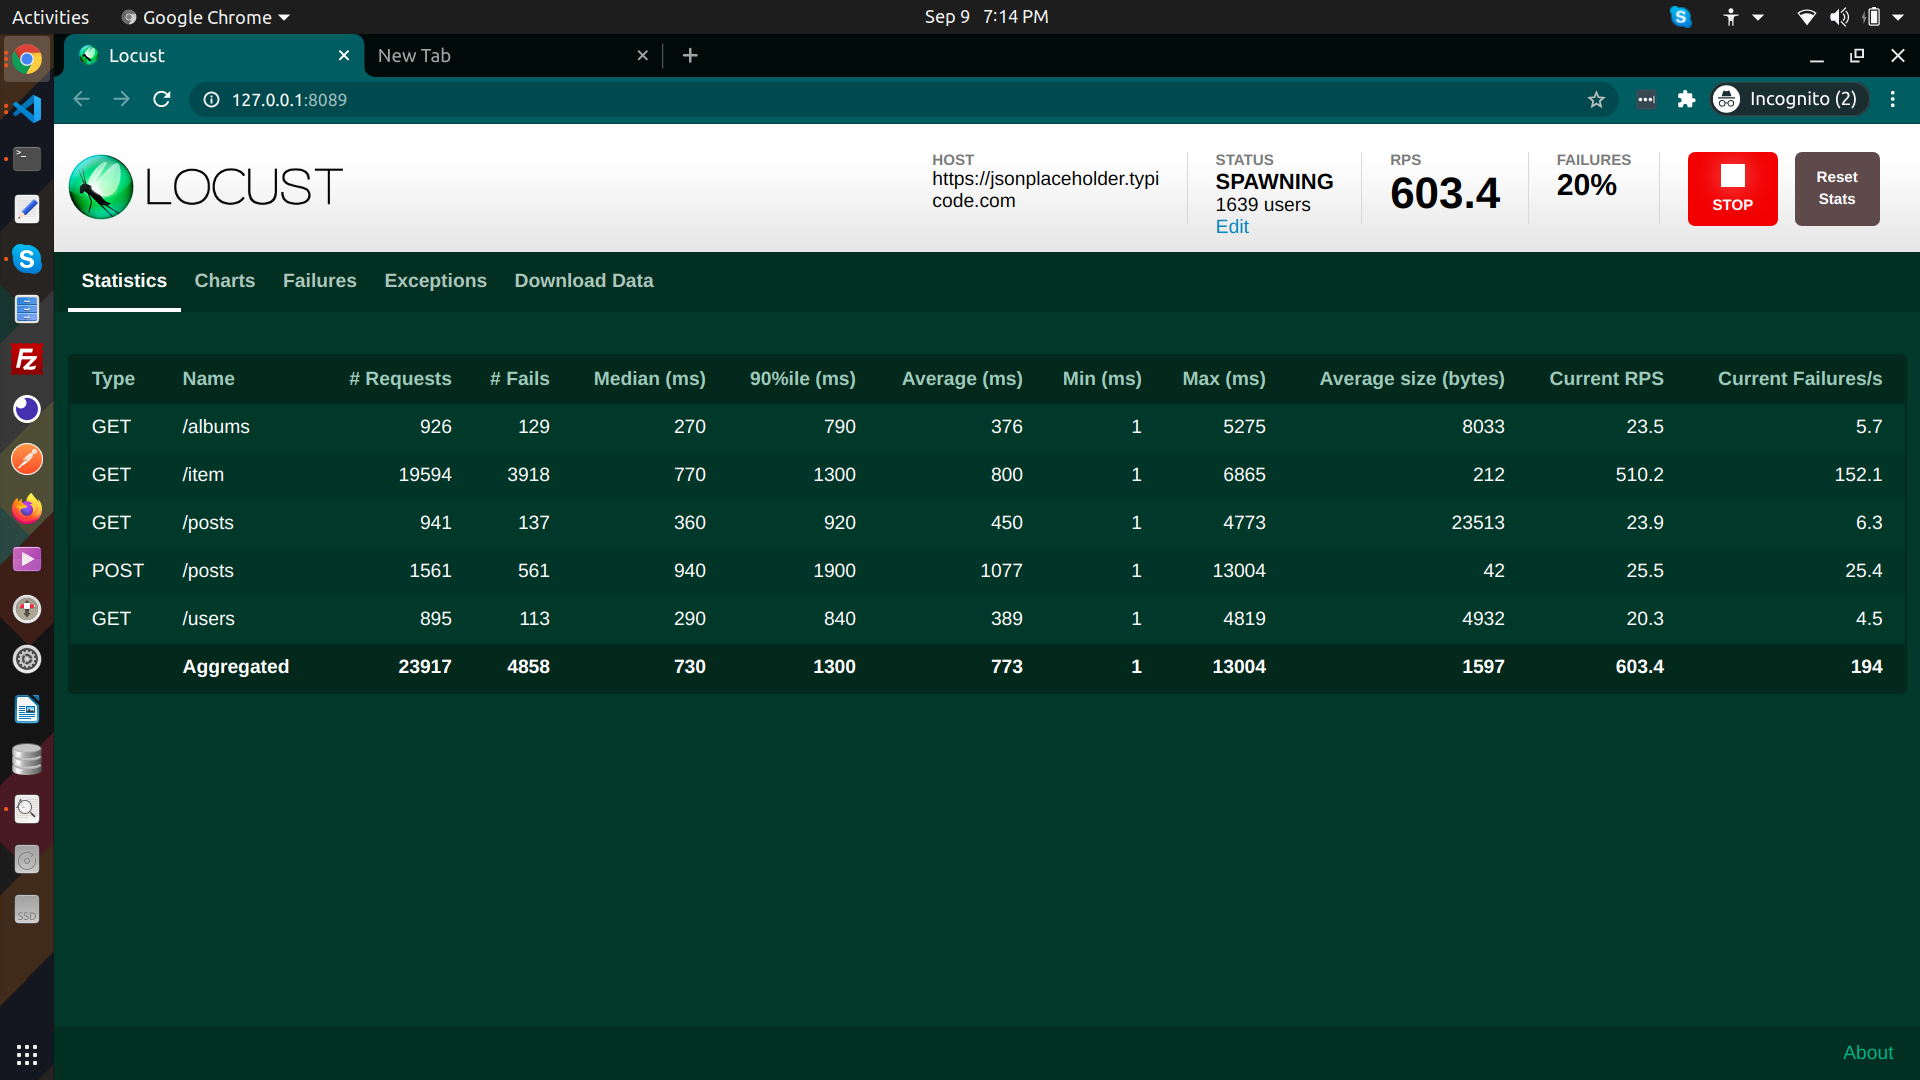 Activities Google Chrome Sep 9 7:14 PM
Locust New Tab
127.0.0.1:8089 Incognito (2)
LOCUST
HOST
https://jsonplaceholder.typi
code.com
STATUS
SPAWNING
1639 users
Edit
RPS
603.4
FAILURES
20%
STOP
Reset
Stats
Statistics Charts Failures Exceptions Download Data
Type Name # Requests # Fails Median (ms) 90%ile (ms) Average (ms) Min (ms) Max (ms) Average size (bytes) Current RPS Current Failures/s
GET /albums 926 129 270 790 376 1 5275 8033 23.5 5.7
GET /item 19594 3918 770 1300 800 1 6865 212 510.2 152.1
GET /posts 941 137 360 920 450 1 4773 23513 23.9 6.3
POST /posts 1561 561 940 1900 1077 1 13004 42 25.5 25.4
GET /users 895 113 290 840 389 1 4819 4932 20.3 4.5
Aggregated 23917 4858 730 1300 773 1 13004 1597 603.4 194
SSD
About